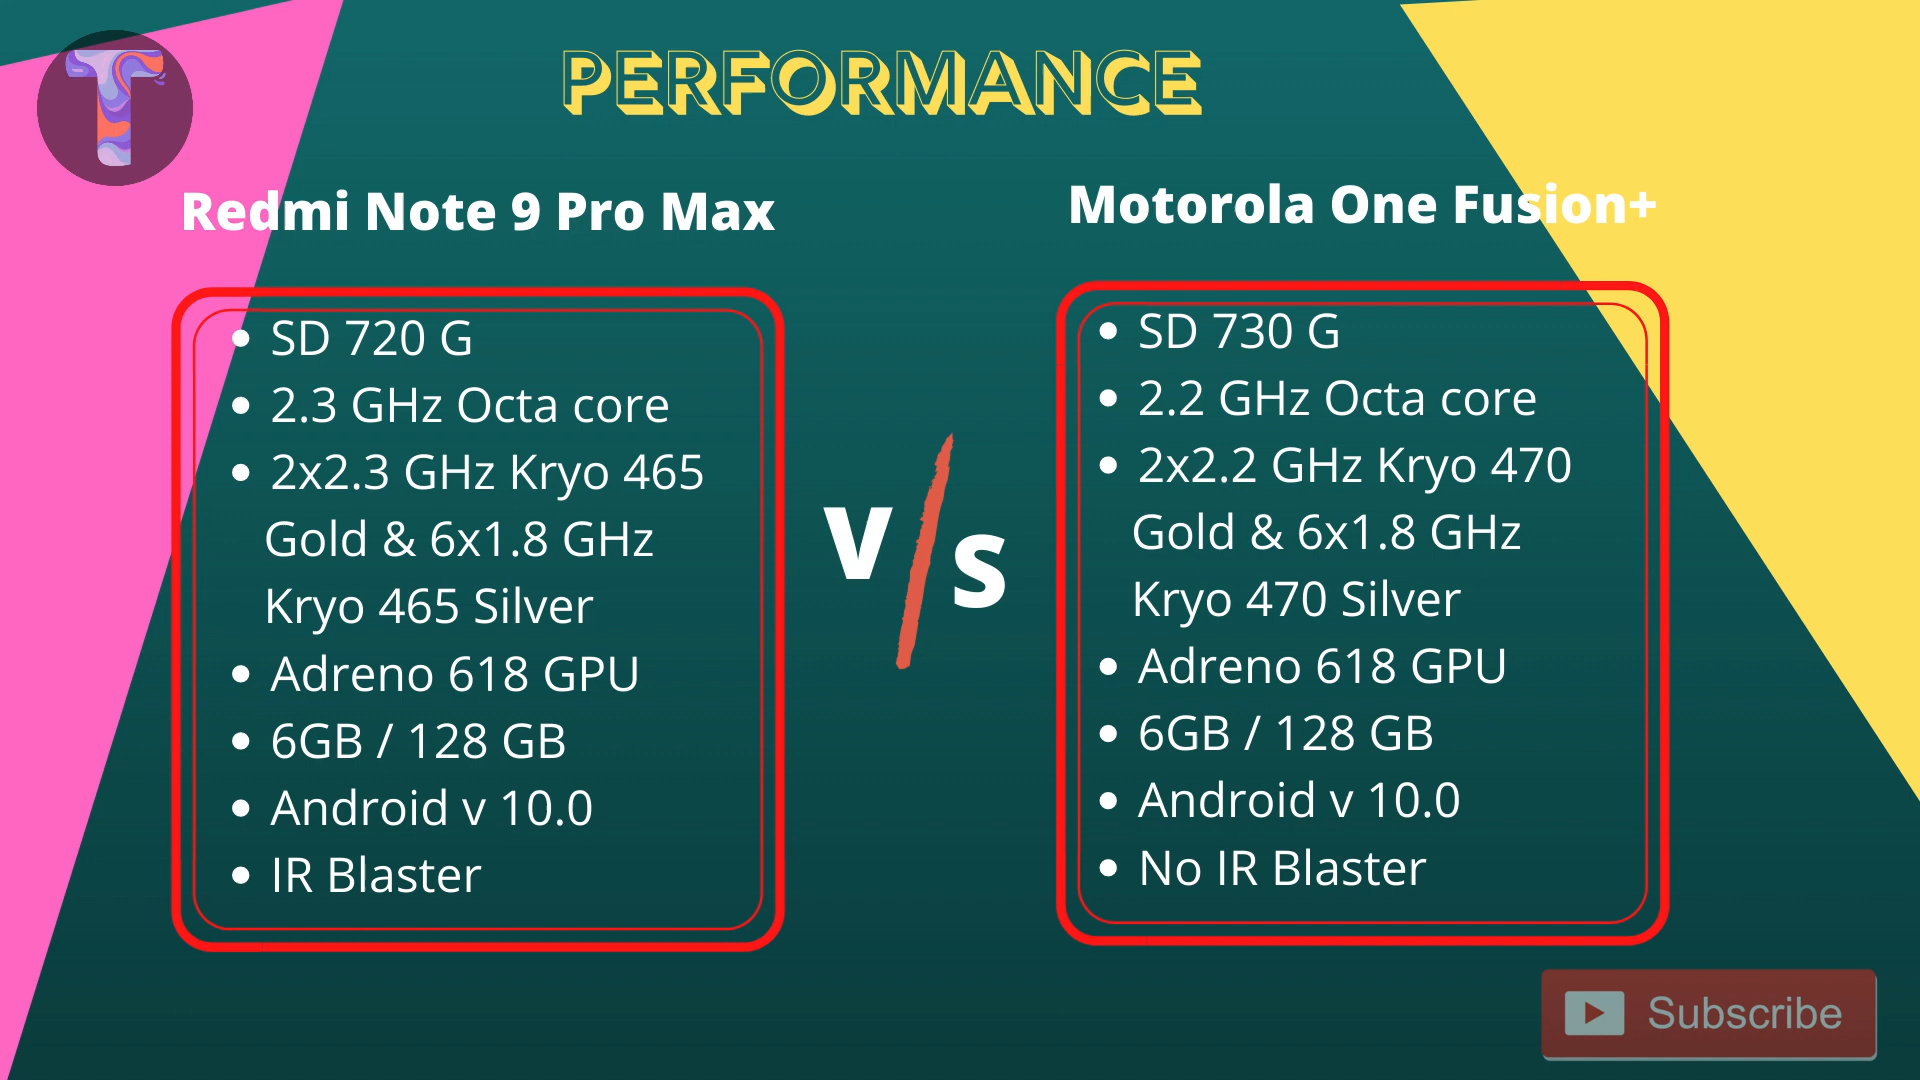 T
PERFORMANCE
Redmi Note 9 Pro Max
• SD 720 G
• 2.3 GHz Octa core
• 2x2.3 GHz Kryo 465
Gold & 6x1.8 GHz
Kryo 465 Silver
• Adreno 618 GPU
• 6GB / 128 GB
• Android v 10.0
• IR Blaster
V/S
Motorola One Fusion+
• SD 730 G
• 2.2 GHz Octa core
• 2x2.2 GHz Kryo 470
Gold & 6x1.8 GHz
Kryo 470 Silver
• Adreno 618 GPU
• 6GB / 128 GB
• Android v 10.0
• No IR Blaster
Subscribe